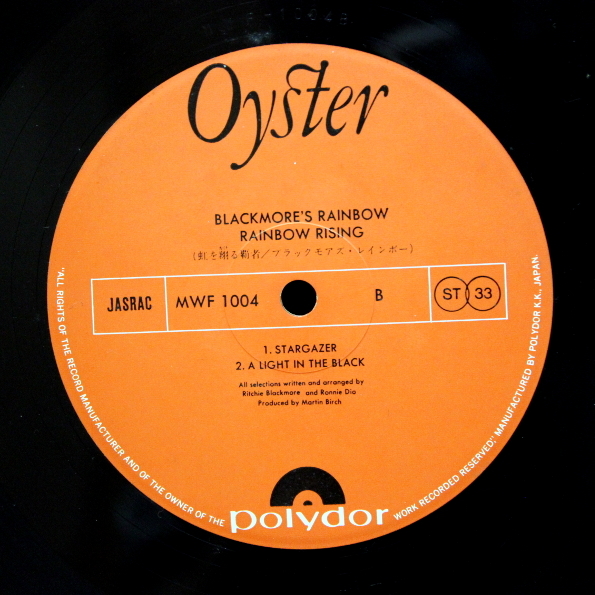 Oyster
BLACKMORE'S RAINBOW
RAINBOW RISING
(虹を翔る覇者/ブラックモアズ・レインボー)
JASRAC
MWF 1004
B
ST 33
1. STARGAZER
2. A LIGHT IN THE BLACK
All selections written and arranged by
Ritchie Blackmore and Ronnie Dio
Produced by Martin Birch
polydor
"ALL RIGHTS OF THE RECORD MANUFACTURER AND OF THE OWNER OF THE WORK RECORDED RESERVED." MANUFACTURED BY POLYDOR K.K., JAPAN.